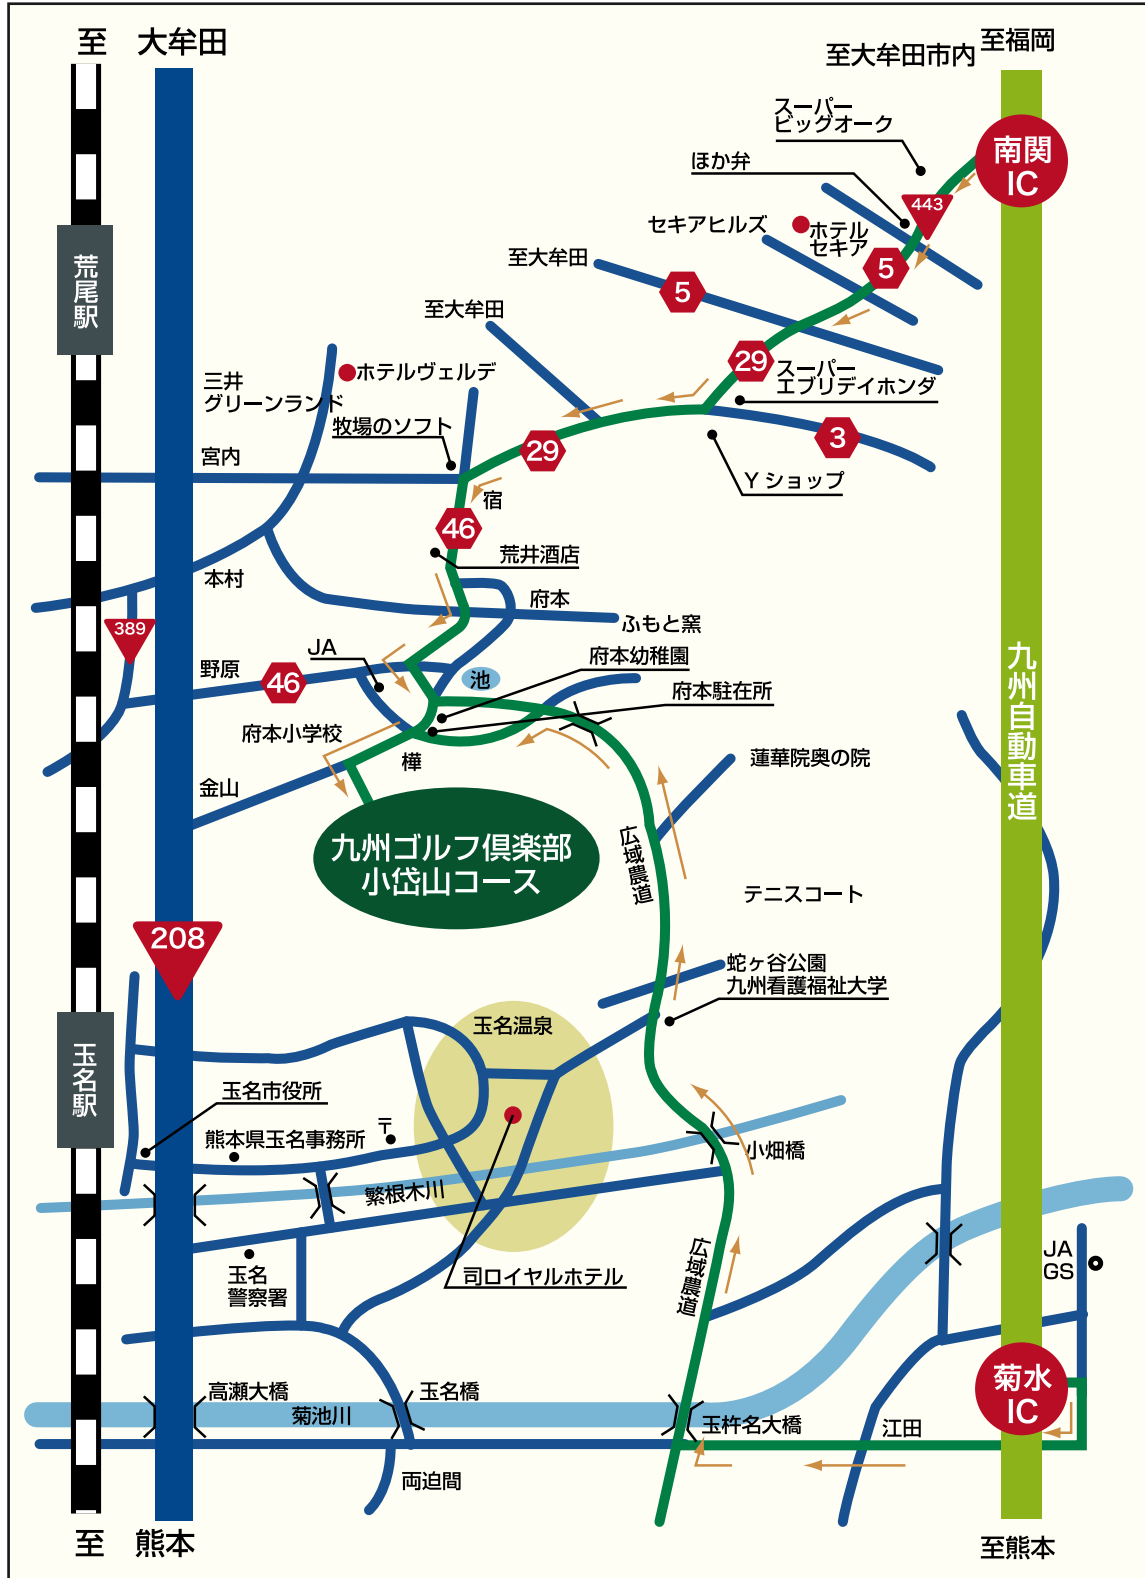 至
大牟田
至大牟田市内
至福岡
スーパー
ビッグオーク
南関
IC
ほか弁
443
セキアヒルズ
ホテル
セキア
5
至大牟田
5
荒尾駅
至大牟田
29
スーパー
エブリデイホンダ
三井
グリーンランド
ホテルヴェルデ
牧場のソフト
29
3
宮内
Yショップ
宿
46
荒井酒店
本村
府本
ふもと窯
389
JA
府本幼稚園
野原
46
池
府本駐在所
九州自動車道
府本小学校
樺
蓮華院奥の院
金山
九州ゴルフ倶楽部
小岱山コース
広域農道
テニスコート
208
蛇ヶ谷公園
九州看護福祉大学
玉名温泉
玉名駅
玉名市役所
熊本県玉名事務所
〒
小畑橋
繁根木川
広域農道
JA
GS
玉名
警察署
司ロイヤルホテル
菊水
IC
高瀬大橋
菊池川
玉名橋
玉杵名大橋
江田
両迫間
至
熊本
至熊本